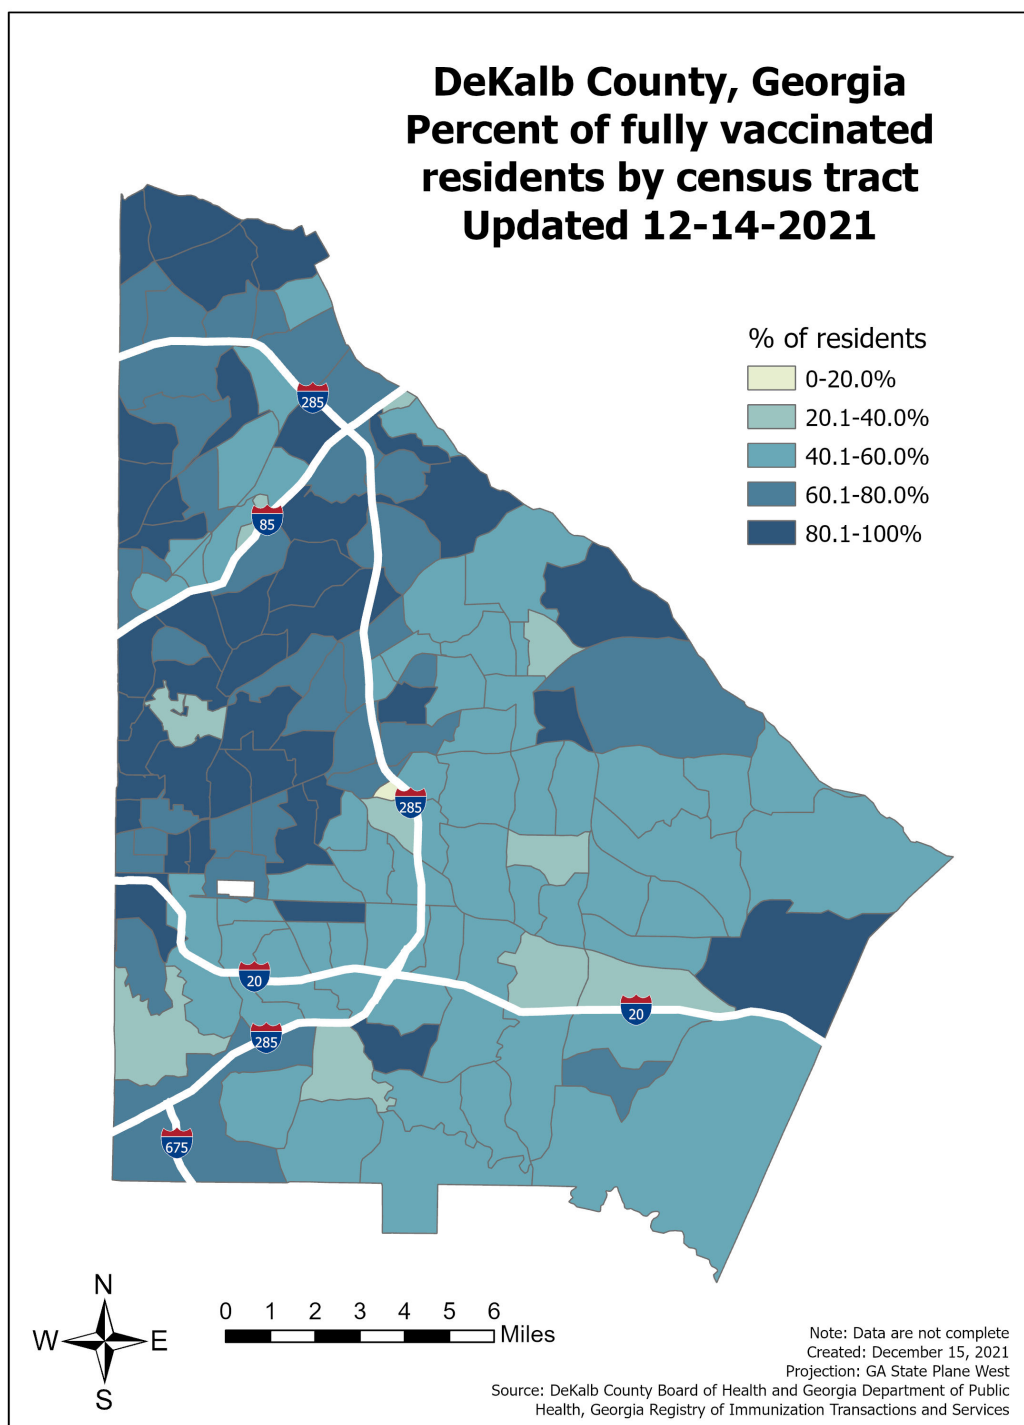 DeKalb County, Georgia
Percent of fully vaccinated
residents by census tract
Updated 12-14-2021
% of residents
0-20.0%
20.1-40.0%
40.1-60.0%
60.1-80.0%
80.1-100%
285
85
285
20
20
285
675
N
W E
S
0 1 2 3 4 5 6
Miles
Note: Data are not complete
Created: December 15, 2021
Projection: GA State Plane West
Source: DeKalb County Board of Health and Georgia Department of Public
Health, Georgia Registry of Immunization Transactions and Services